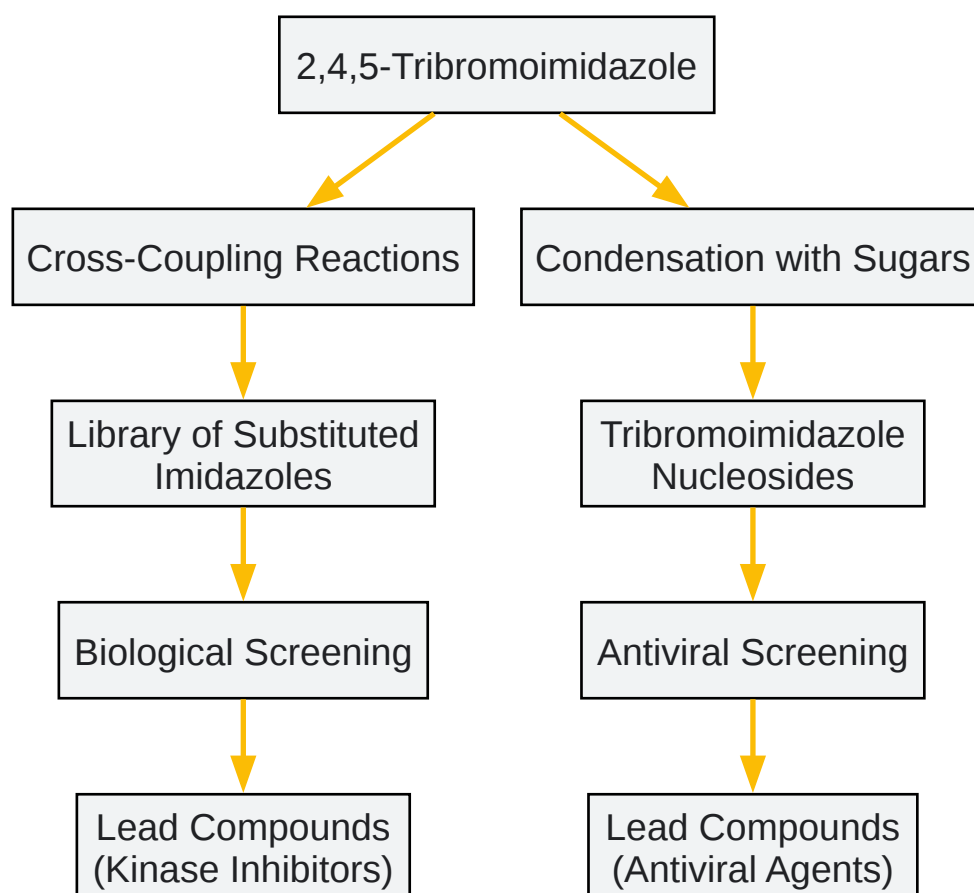 2,4,5-Tribromoimidazole
Cross-Coupling Reactions
Condensation with Sugars
Library of Substituted
Imidazoles
Tribromoimidazole
Nucleosides
Biological Screening
Antiviral Screening
Lead Compounds
(Kinase Inhibitors)
Lead Compounds
(Antiviral Agents)